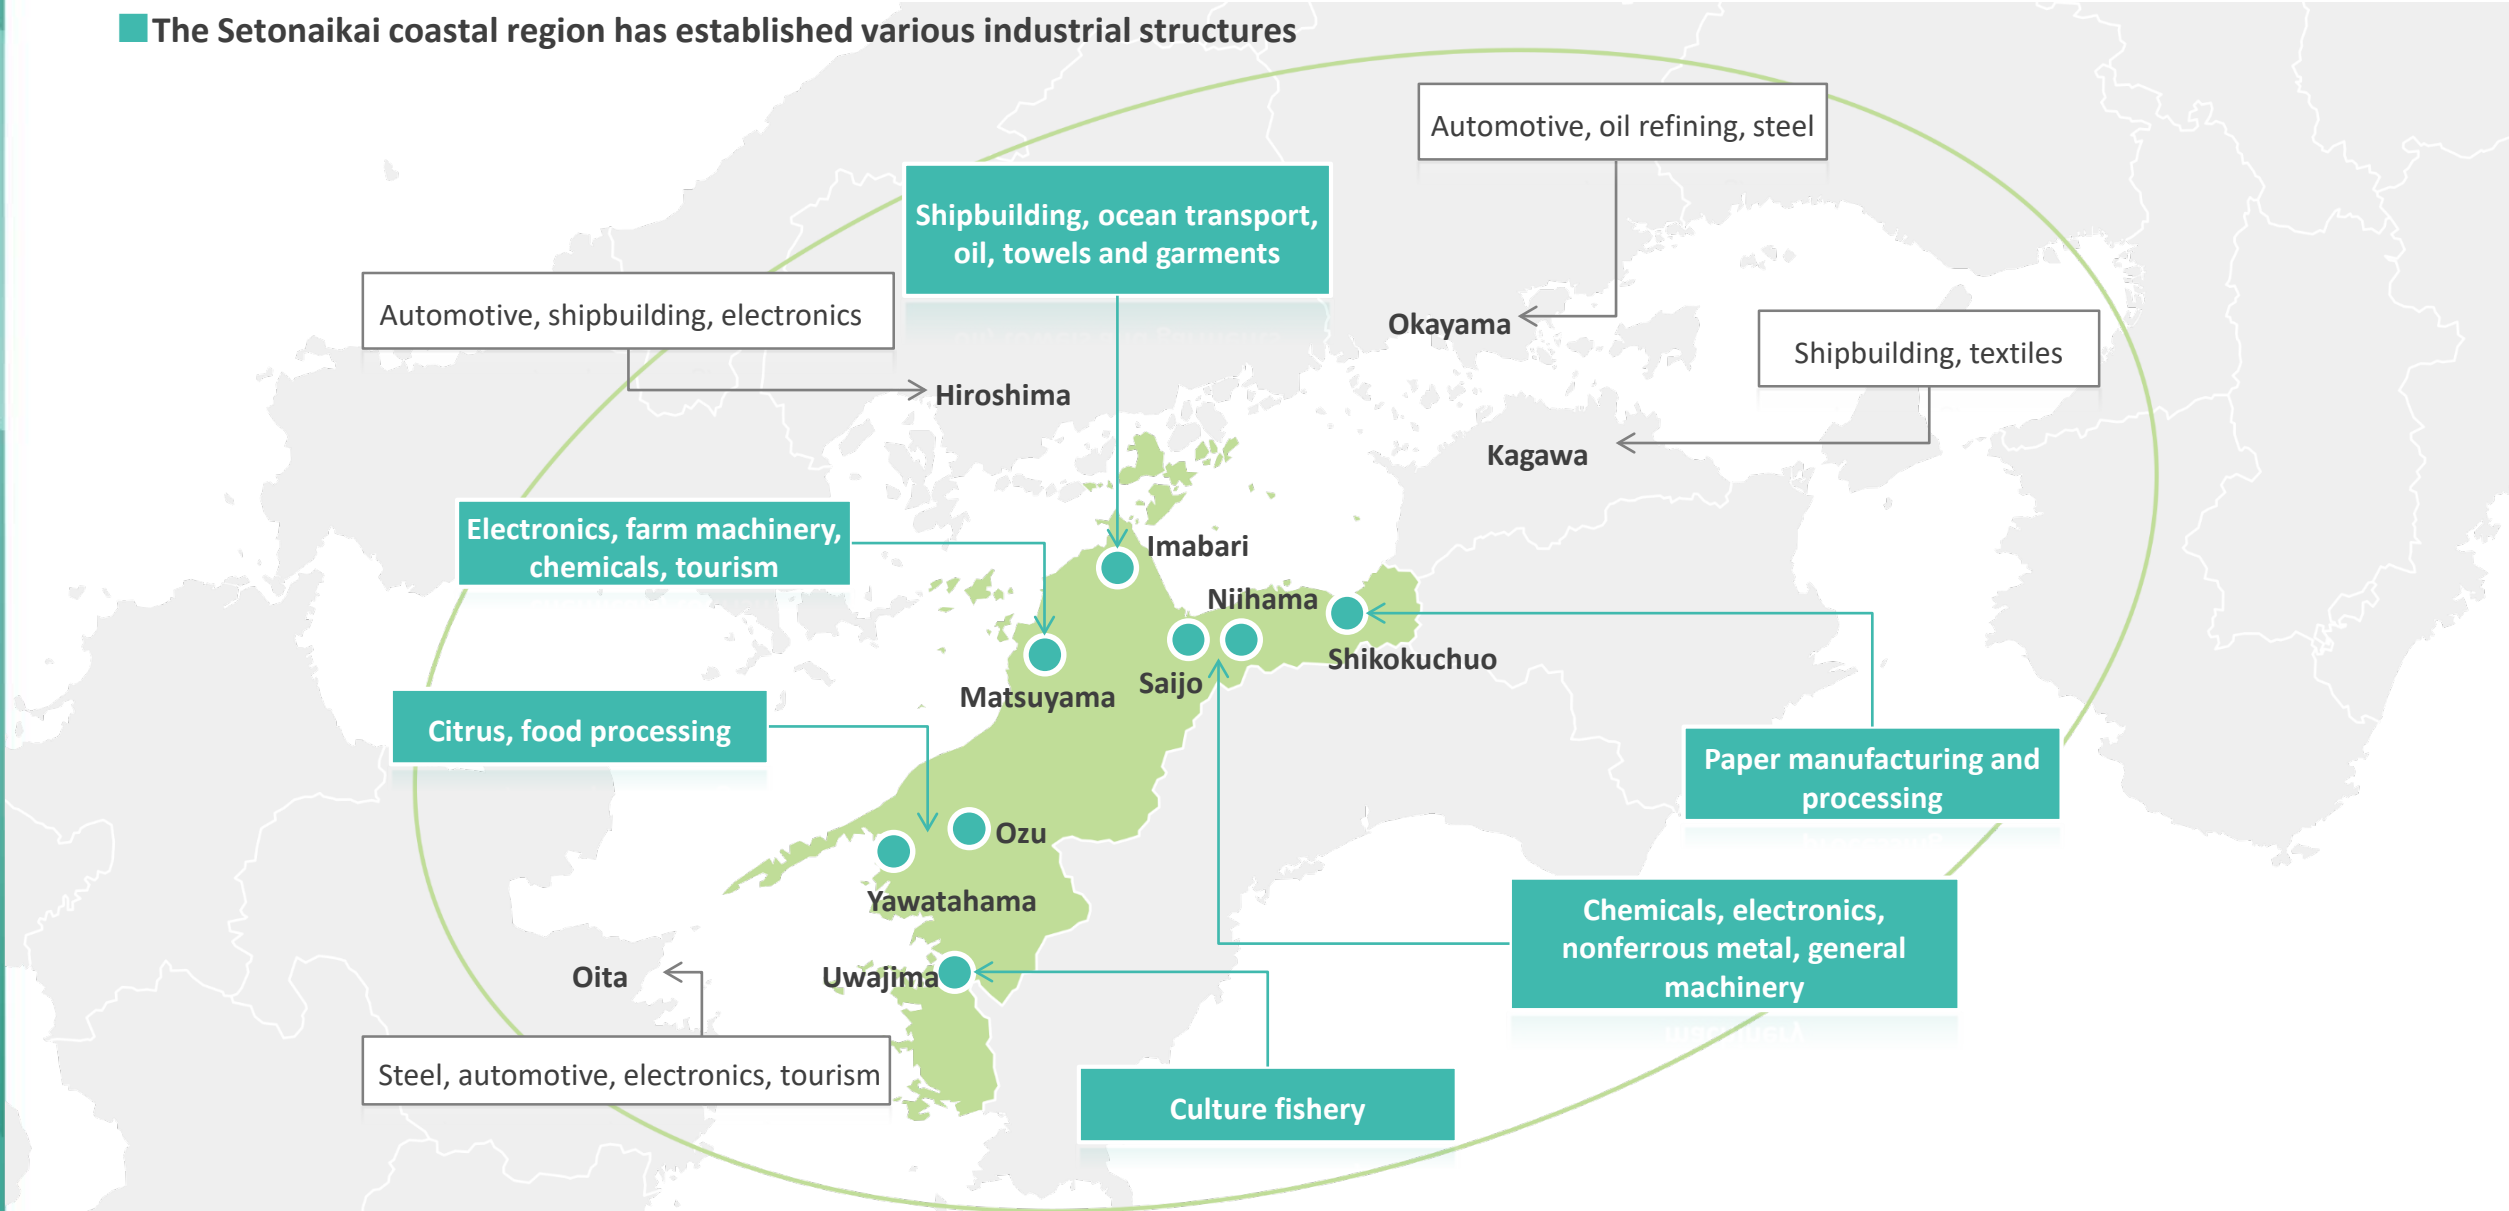 The Setonaikai coastal region has established various industrial structures
Automotive, oil refining, steel
Shipbuilding, ocean transport,
oil, towels and garments
Automotive, shipbuilding, electronics
Okayama
Shipbuilding, textiles
Hiroshima
Kagawa
Electronics, farm machinery,
chemicals, tourism
Imabari
Niihama
Shikokuchuo
Saijo
Matsuyama
Citrus, food processing
Paper manufacturing and
processing
Ozu
Yawatahama
Chemicals, electronics,
nonferrous metal, general
machinery
Oita
Uwajima
Steel, automotive, electronics, tourism
Culture fishery